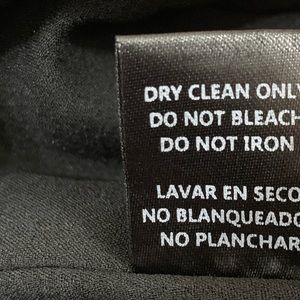 DRY CLEAN ONLY
DO NOT BLEACH
DO NOT IRON
LAVAR EN SECO
NO BLANQUEADO
NO PLANCHAR